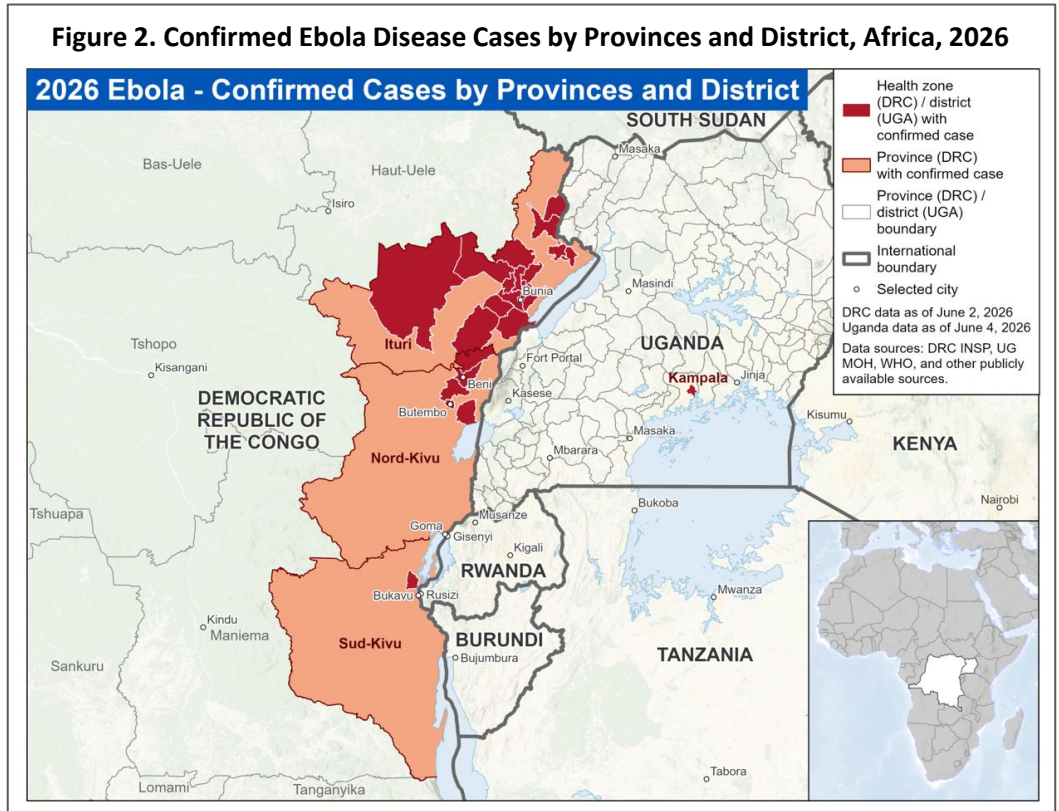 Figure 2. Confirmed Ebola Disease Cases by Provinces and District, Africa, 2026
2026 Ebola - Confirmed Cases by Provinces and District
Health zone
(DRC) / district
(UGA) with
confirmed case
Province (DRC)
with confirmed case
Province (DRC) /
district (UGA)
boundary
International
boundary
Selected city
DRC data as of June 2, 2026
Uganda data as of June 4, 2026
Data sources: DRC INSP, UG
MOH, WHO, and other publicly
available sources.
SOUTH SUDAN
Masaka
Bas-Uele
Haut-Uele
Isiro
Bunia
Masindi
Tshopo
Ituri
UGANDA
Kisangani
Fort Portal
Kampala
Jinja
Beni
Kasese
DEMOCRATIC
REPUBLIC OF
THE CONGO
Butembo
Kisumu
Masaka
KENYA
Nord-Kivu
Mbarara
Tshuapa
Bukoba
Nairobi
Goma
Musanze
Gisenyi
Kigali
RWANDA
Bukavu
Rusizi
Mwanza
Kindu
Maniema
Sud-Kivu
BURUNDI
Bujumbura
TANZANIA
Sankuru
Tabora
Lomami
Tanganyika